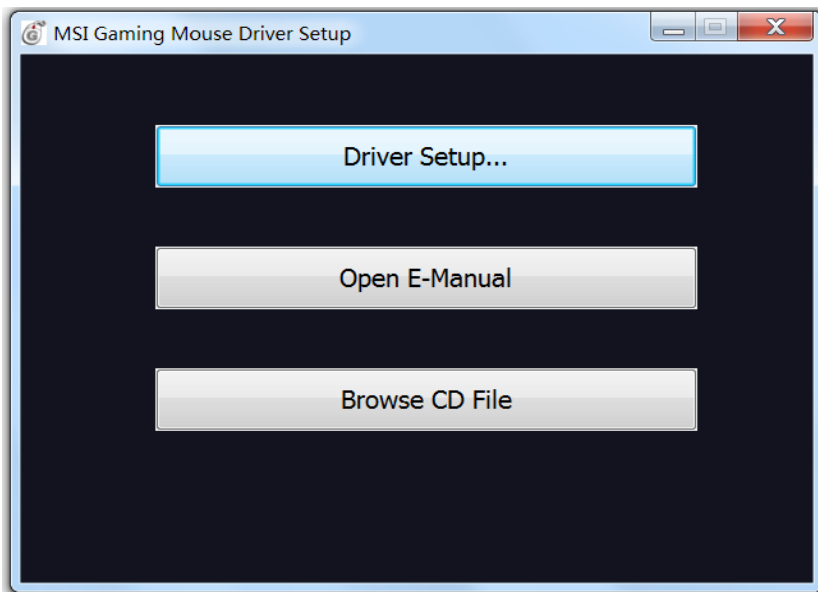 MSI Gaming Mouse Driver Setup
Driver Setup...
Open E-Manual
Browse CD File